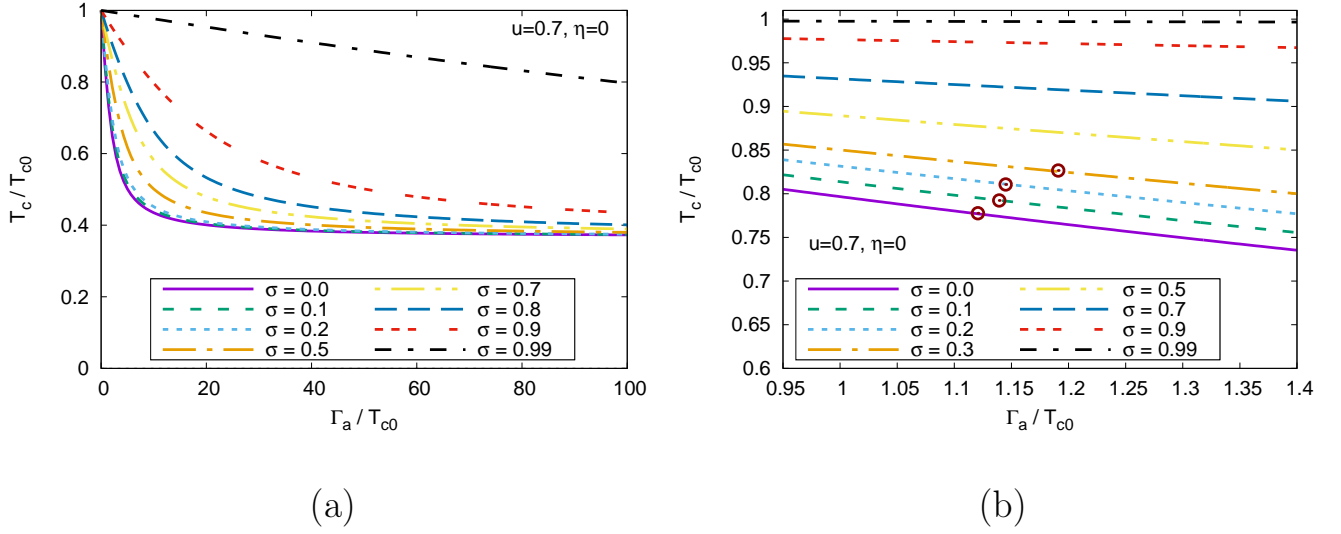 u=0.7, η=0
T_c / T_c0
1
0.8
0.6
0.4
0.2
0
0
20
40
60
80
100
Γ_a / T_c0
σ = 0.0
σ = 0.1
σ = 0.2
σ = 0.5
σ = 0.7
σ = 0.8
σ = 0.9
σ = 0.99
(a)
T_c / T_c0
1
0.95
0.9
0.85
0.8
0.75
0.7
0.65
0.6
u=0.7, η=0
σ = 0.0
σ = 0.1
σ = 0.2
σ = 0.3
σ = 0.5
σ = 0.7
σ = 0.9
σ = 0.99
0.95
1
1.05
1.1
1.15
1.2
1.25
1.3
1.35
1.4
Γ_a / T_c0
(b)